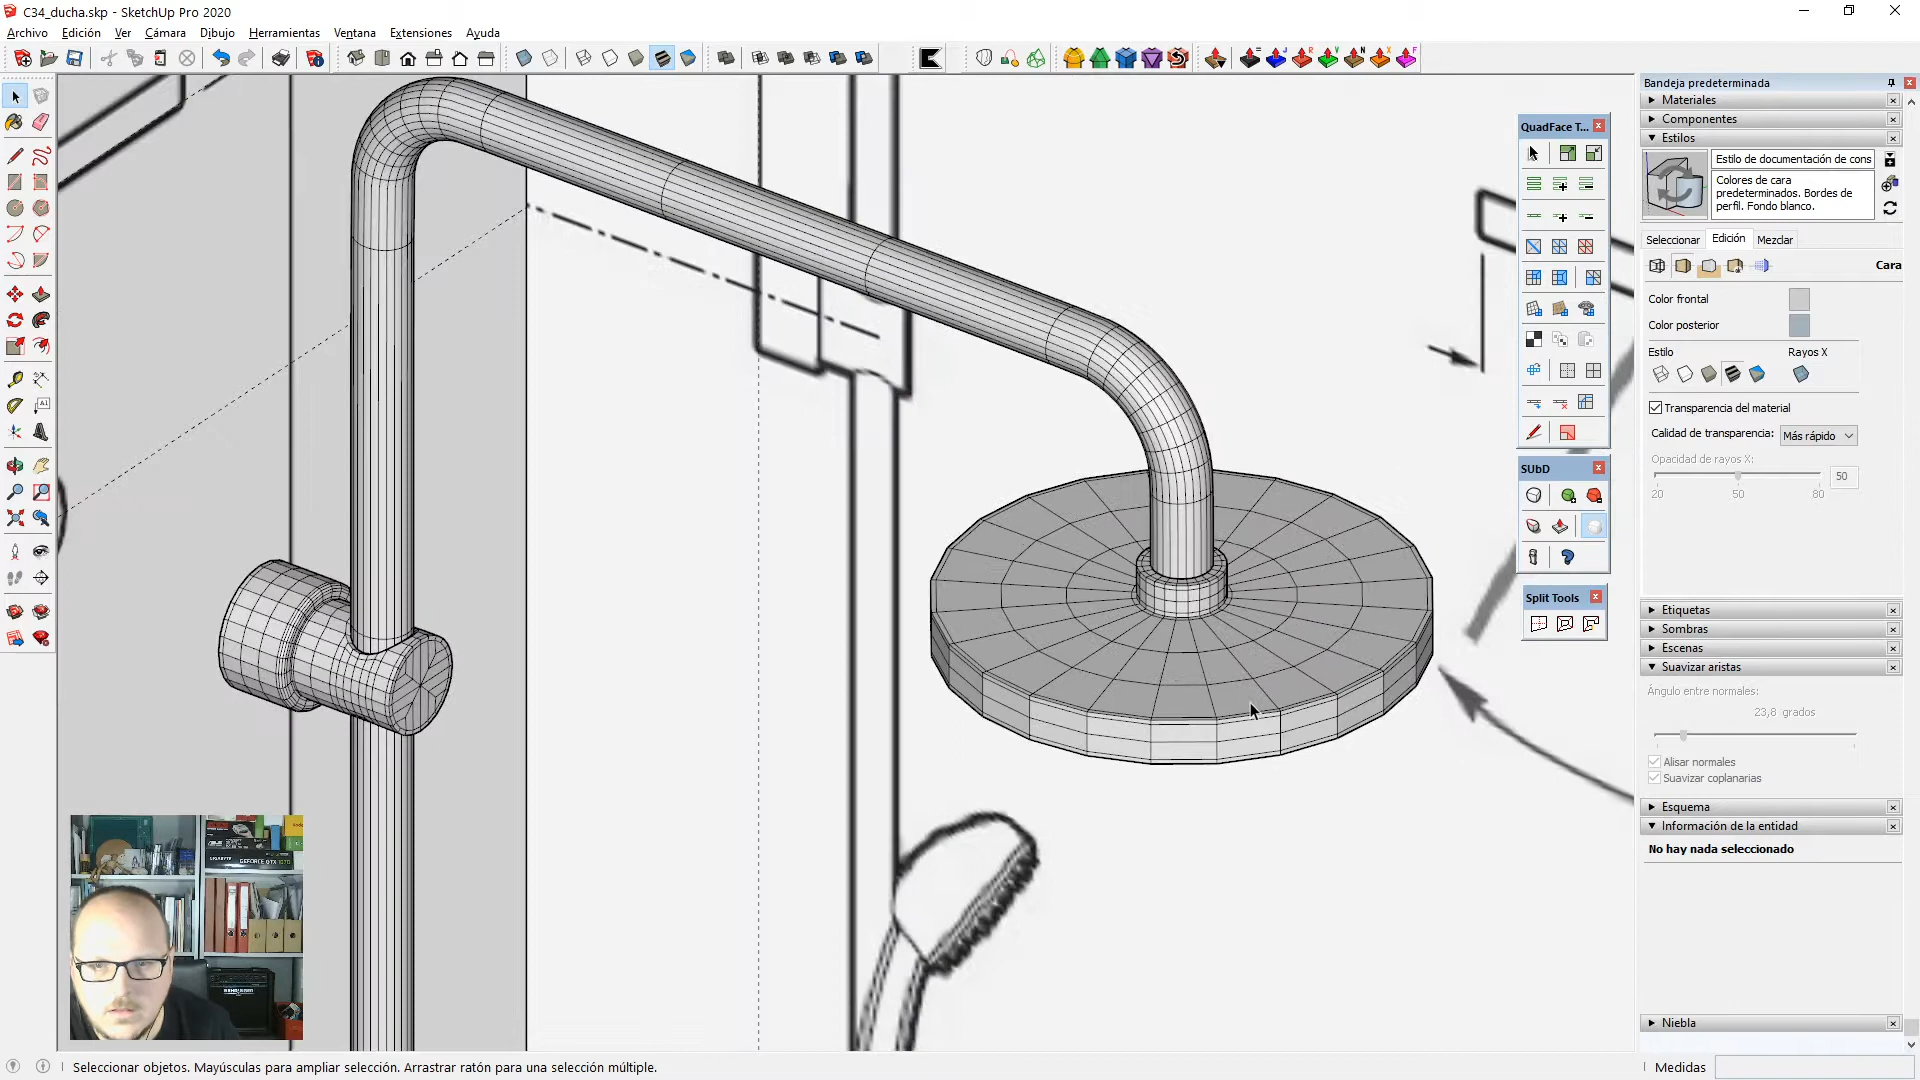 C34_ducha.skp - SketchUp Pro 2020
Archivo Edición Ver Cámara Dibujo Herramientas Ventana Extensiones Ayuda
Bandeja predeterminada
Materiales
Componentes
Estilos
Estilo de documentación de cons
Colores de cara
predeterminados. Bordes de
perfil. Fondo blanco.
Seleccionar Edición Mezclar
Cara
Color frontal
Color posterior
Estilo Rayos X
Transparencia del material
Calidad de transparencia: Más rápido
Opacidad de rayos X:
50
20 50 80
Etiquetas
Sombras
Escenas
Suavizar aristas
Ángulo entre normales:
23,8 grados
Alisar normales
Suavizar coplanarias
Esquema
Información de la entidad
No hay nada seleccionado
Niebla
QuadFace T...
SUbD
Split Tools
GIGABYTE
GEFORCE GTX
Seleccionar objetos. Mayúsculas para ampliar selección. Arrastrar ratón para una selección múltiple.
Medidas